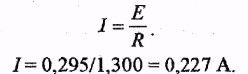 I = E/R.
I = 0,295/1,300 = 0,227 A.